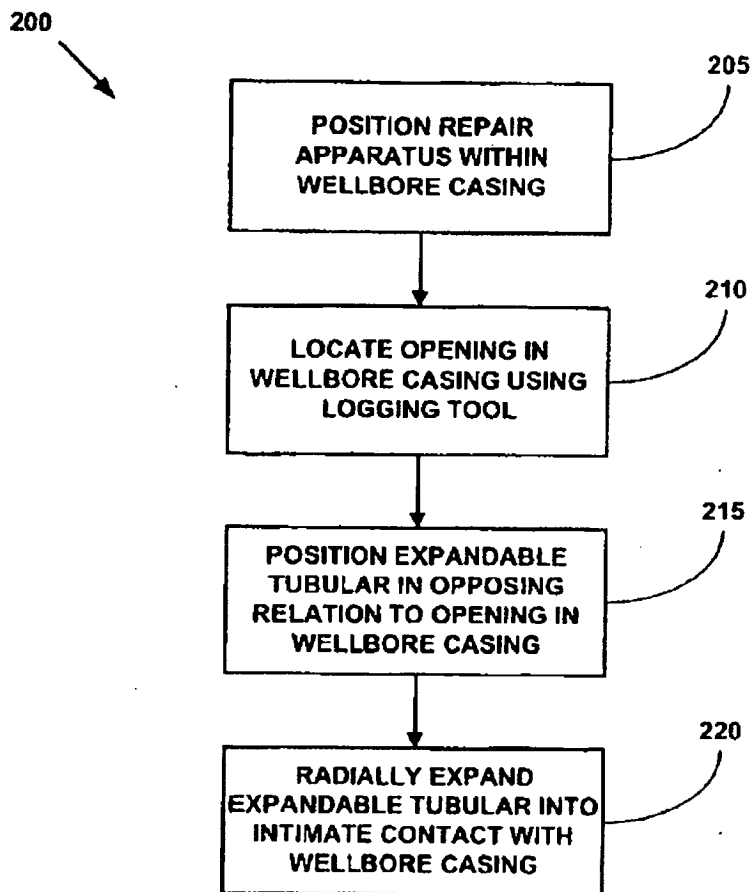 200
205
POSITION REPAIR
APPARATUS WITHIN
WELLBORE CASING
210
LOCATE OPENING IN
WELLBORE CASING USING
LOGGING TOOL
215
POSITION EXPANDABLE
TUBULAR IN OPPOSING
RELATION TO OPENING IN
WELLBORE CASING
220
RADIALLY EXPAND
EXPANDABLE TUBULAR INTO
INTIMATE CONTACT WITH
WELLBORE CASING